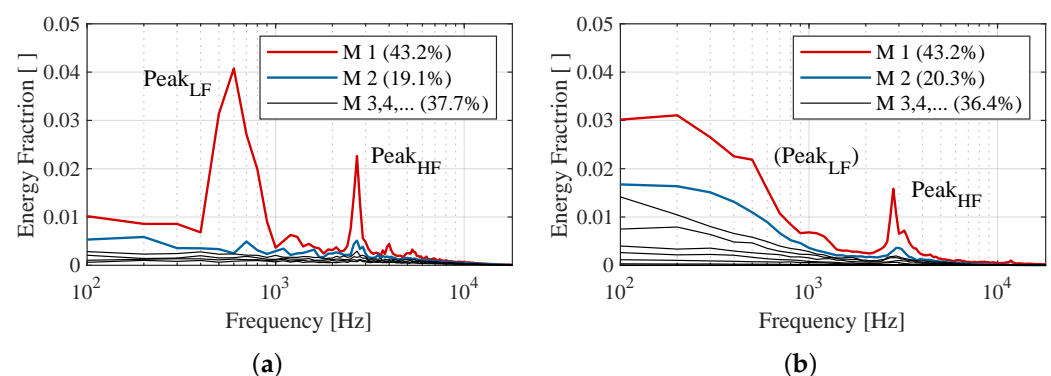 0.05
0.04
0.03
0.02
0.01
0
Energy Fraction [ ]
Peak_LF
Peak_HF
M 1 (43.2%)
M 2 (19.1%)
M 3,4,... (37.7%)
10^2
10^3
10^4
Frequency [Hz]
(a)
0.05
0.04
0.03
0.02
0.01
0
Energy Fraction [ ]
(Peak_LF)
Peak_HF
M 1 (43.2%)
M 2 (20.3%)
M 3,4,... (36.4%)
10^2
10^3
10^4
Frequency [Hz]
(b)